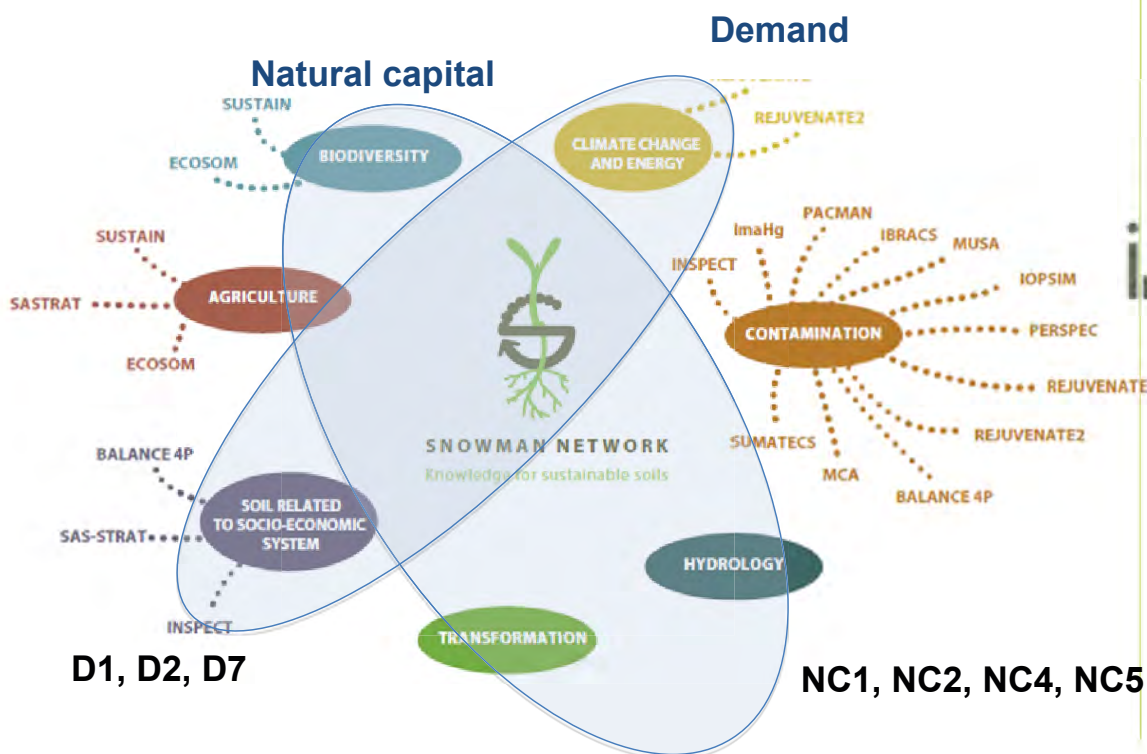 Demand
Natural capital
SUSTAIN
REJUVENATE2
BIODIVERSITY
CLIMATE CHANGE
AND ENERGY
ECOSOM
PACMAN
ImaHg
IBRACS
SUSTAIN
MUSA
INSPECT
IOPSIM
AGRICULTURE
SASTRAT
CONTAMINATION
PERSPEC
ECOSOM
REJUVENATE
SNOWMAN NETWORK
SUMATECS
REJUVENATE2
BALANCE 4P
Knowledge for sustainable soils
MCA
BALANCE 4P
SOIL RELATED
TO SOCIO-ECONOMIC
SYSTEM
SAS-STRAT
HYDROLOGY
INSPECT
TRANSFORMATION
D1, D2, D7
NC1, NC2, NC4, NC5